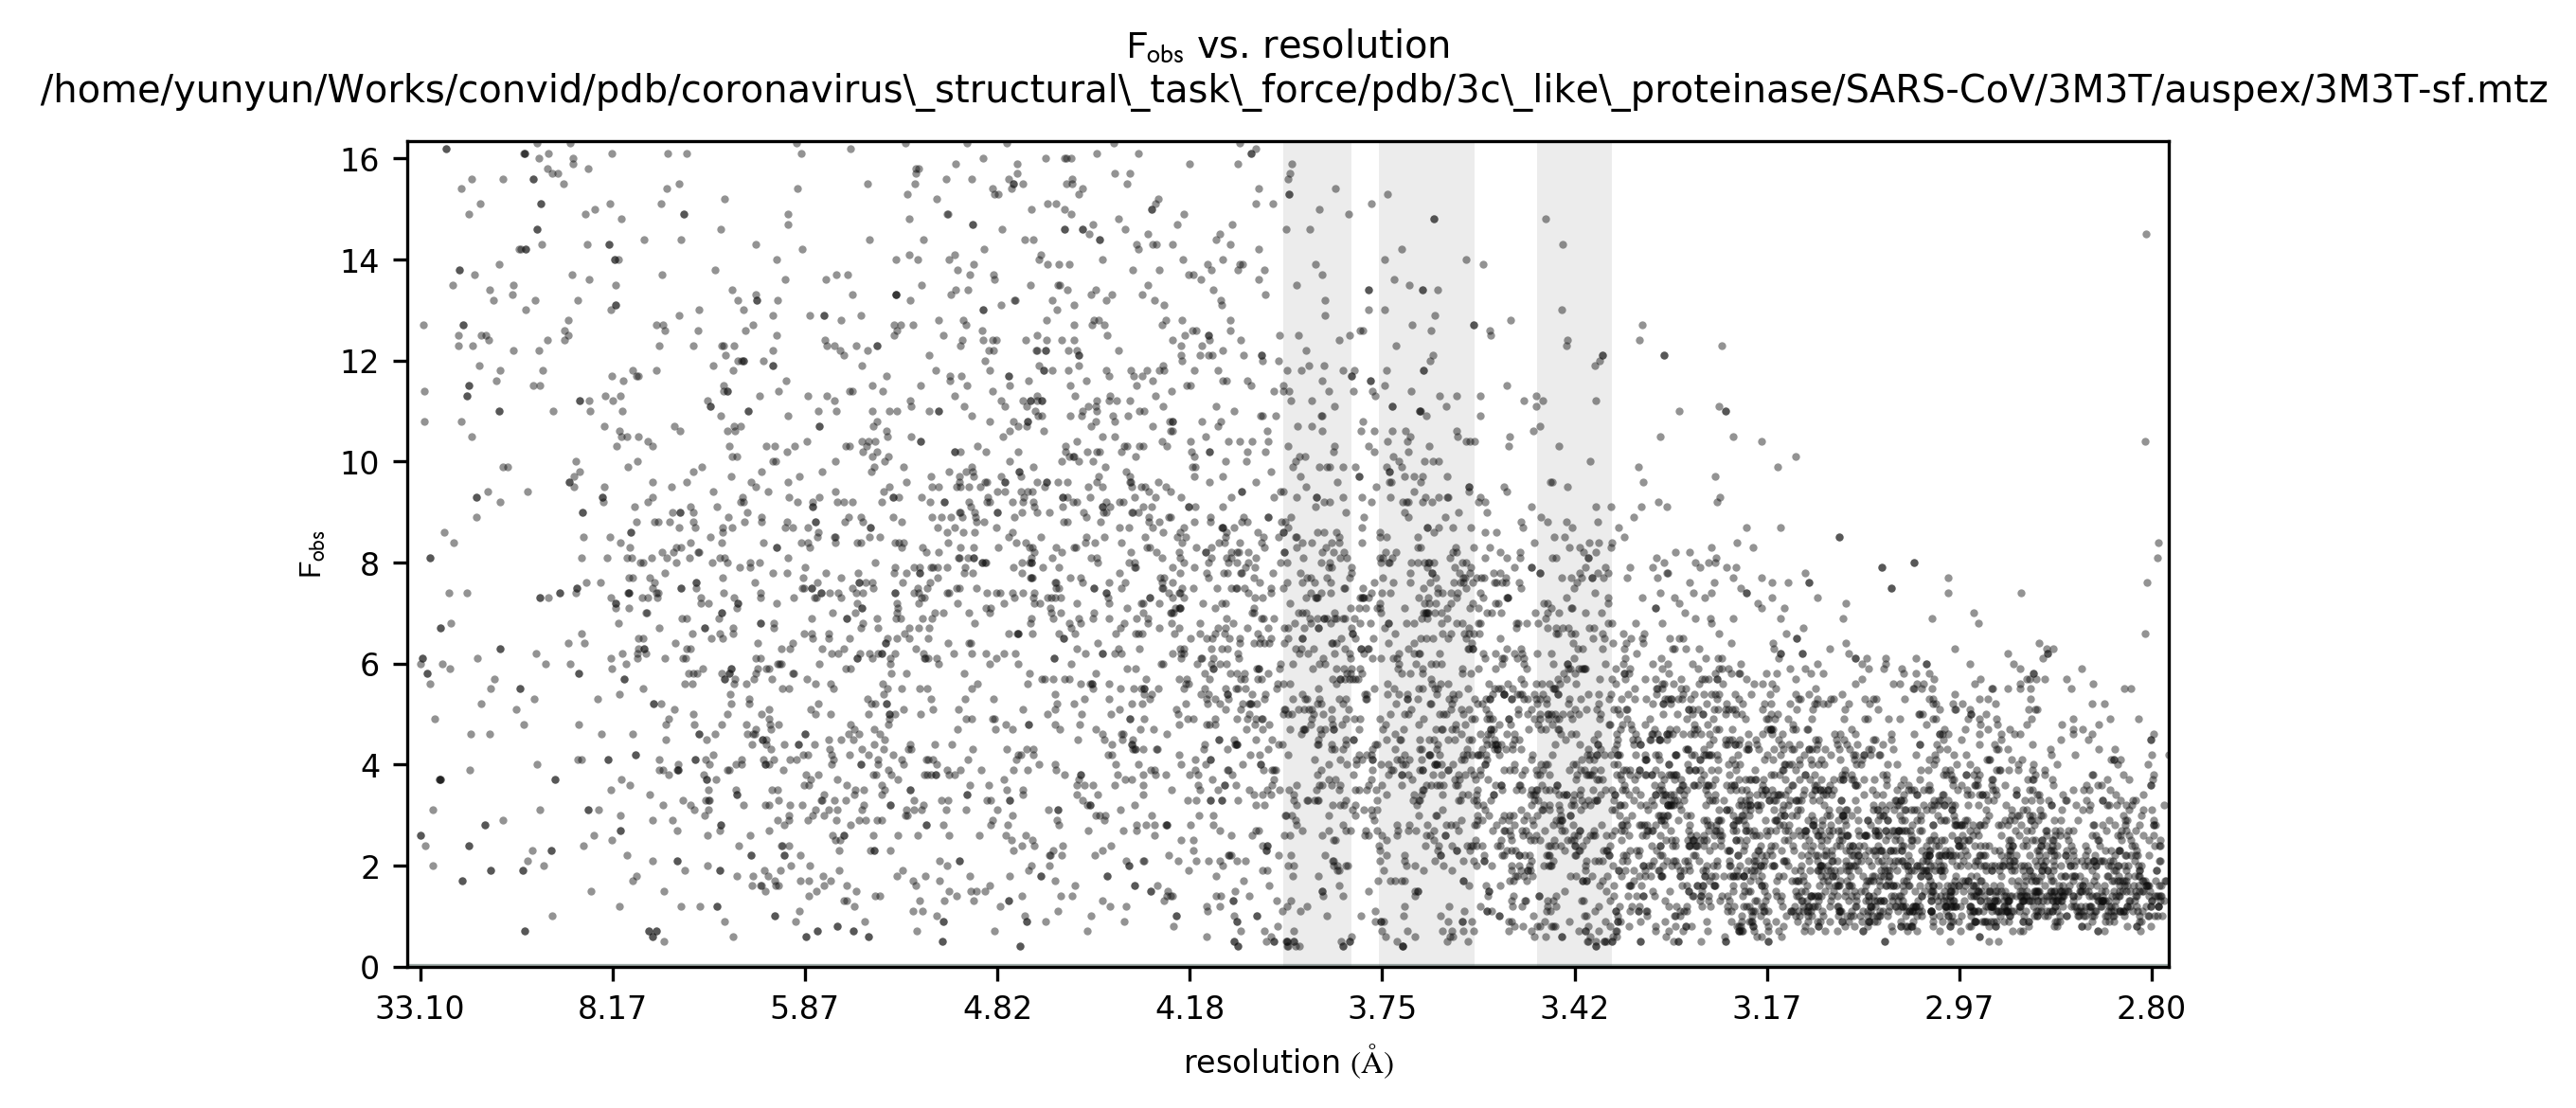 F_obs vs. resolution
/home/yunyun/Works/convid/pdb/coronavirus\_structural\_task\_force/pdb/3c\_like\_proteinase/SARS-CoV/3M3T/auspex/3M3T-sf.mtz
16
14
12
10
8
6
4
2
0
F_obs
33.10 8.17 5.87 4.82 4.18 3.75 3.42 3.17 2.97 2.80
resolution (Å)